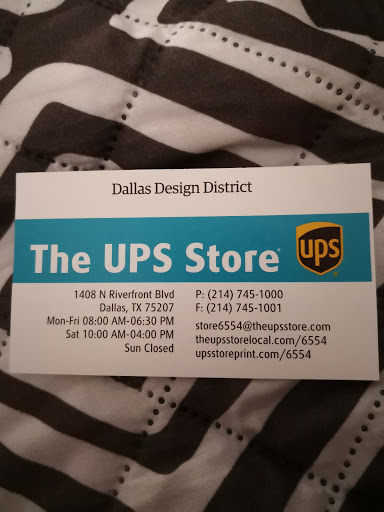 Dallas Design District
The UPS Store
ups
1408 N Riverfront Blvd
Dallas, TX 75207
Mon-Fri 08:00 AM-06:30 PM
Sat 10:00 AM-04:00 PM
Sun Closed
P: (214) 745-1000
F: (214) 745-1001
store6554@theupsstore.com
theupsstorelocal.com/6554
upsstoreprint.com/6554